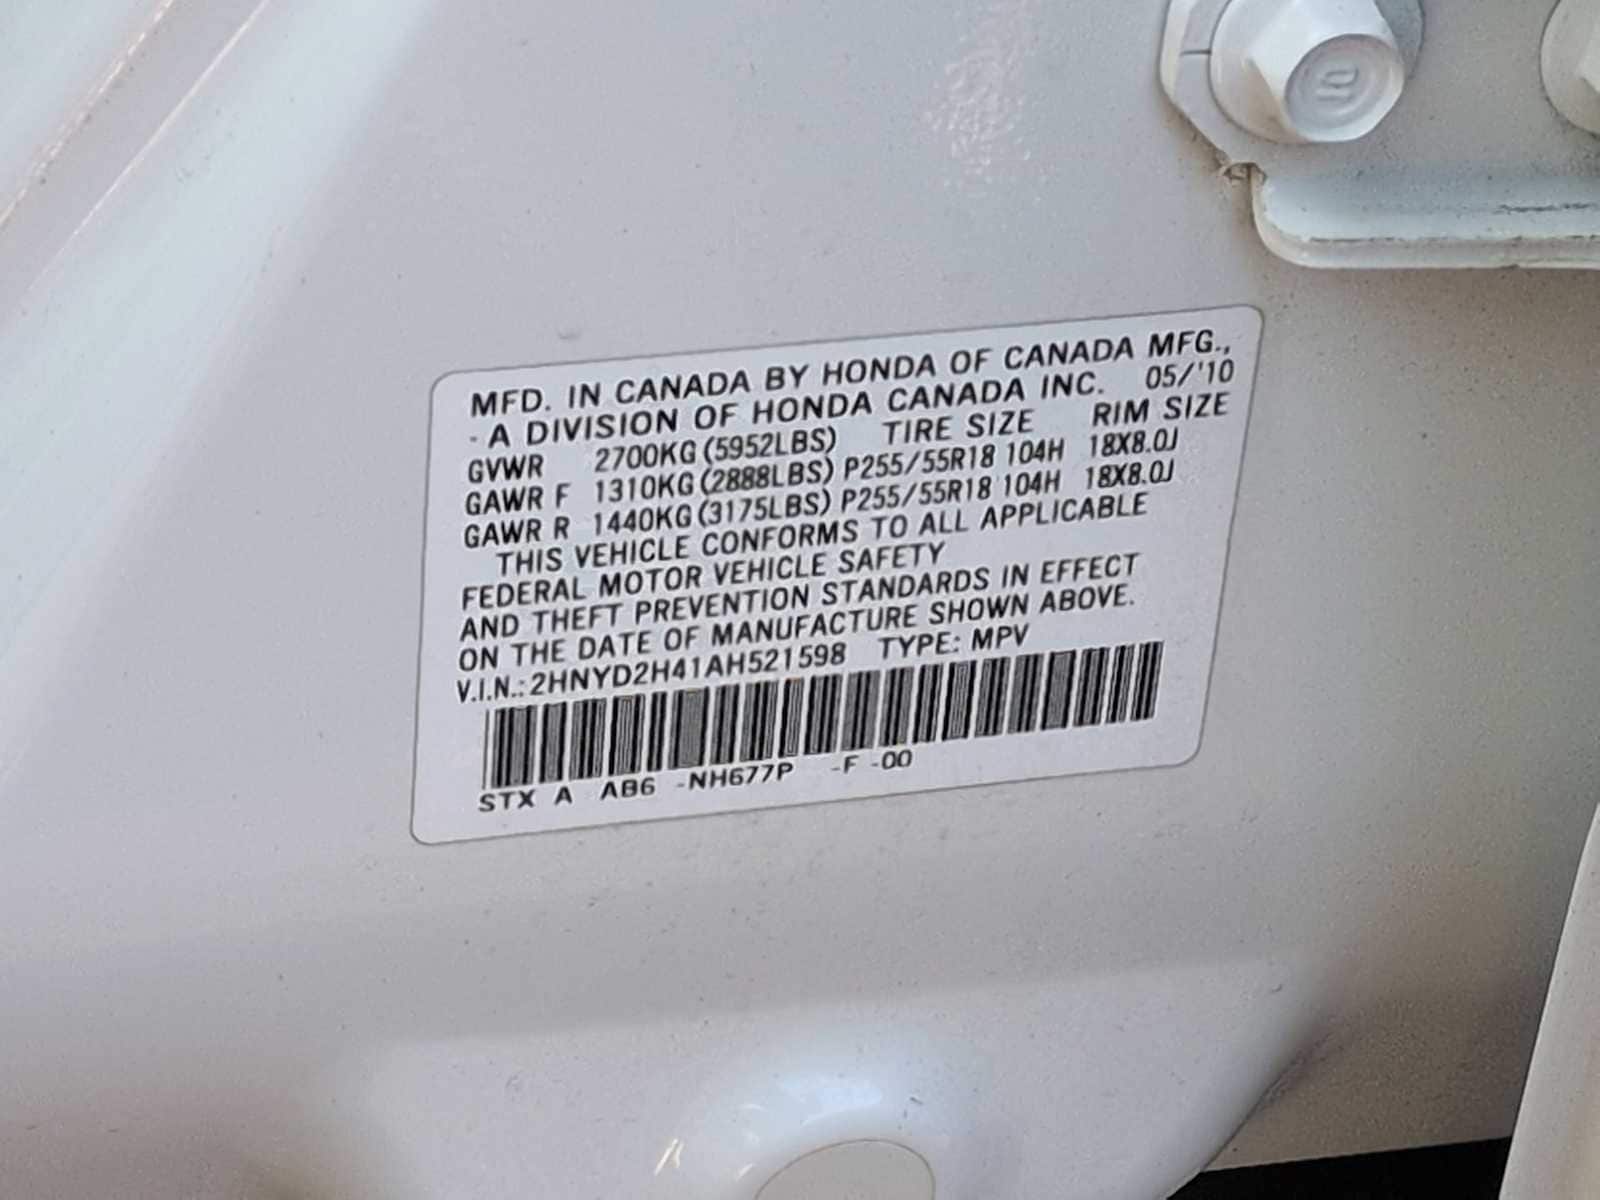 MFD. IN CANADA BY HONDA OF CANADA MFG.,
- A DIVISION OF HONDA CANADA INC. 05/'10
GVWR 2700KG (5952LBS) TIRE SIZE RIM SIZE
GAWR F 1310KG (2888LBS) P255/55R18 104H 18X8.0J
GAWR R 1440KG (3175LBS) P255/55R18 104H 18X8.0J
THIS VEHICLE CONFORMS TO ALL APPLICABLE
FEDERAL MOTOR VEHICLE SAFETY
AND THEFT PREVENTION STANDARDS IN EFFECT
ON THE DATE OF MANUFACTURE SHOWN ABOVE.
V.I.N.: 2HNYD2H41AH521598 TYPE: MPV
STX A AB6 -NH677P -F -00